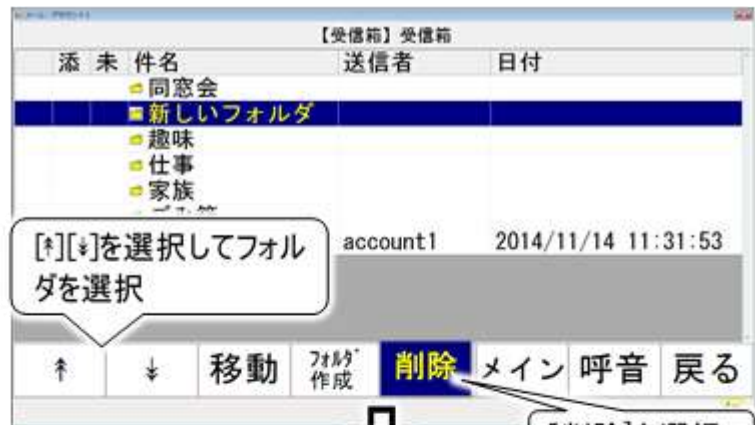 【受信箱】受信箱
添 未 件名 送信者 日付
同窓会
新しいフォルダ
趣味
仕事
家族
account1 2014/11/14 11:31:53
[↟][↡]を選択してフォル
ダを選択
↟ ↡ 移動 ﾌｫﾙﾀﾞ作成 削除 メイン 呼音 戻る